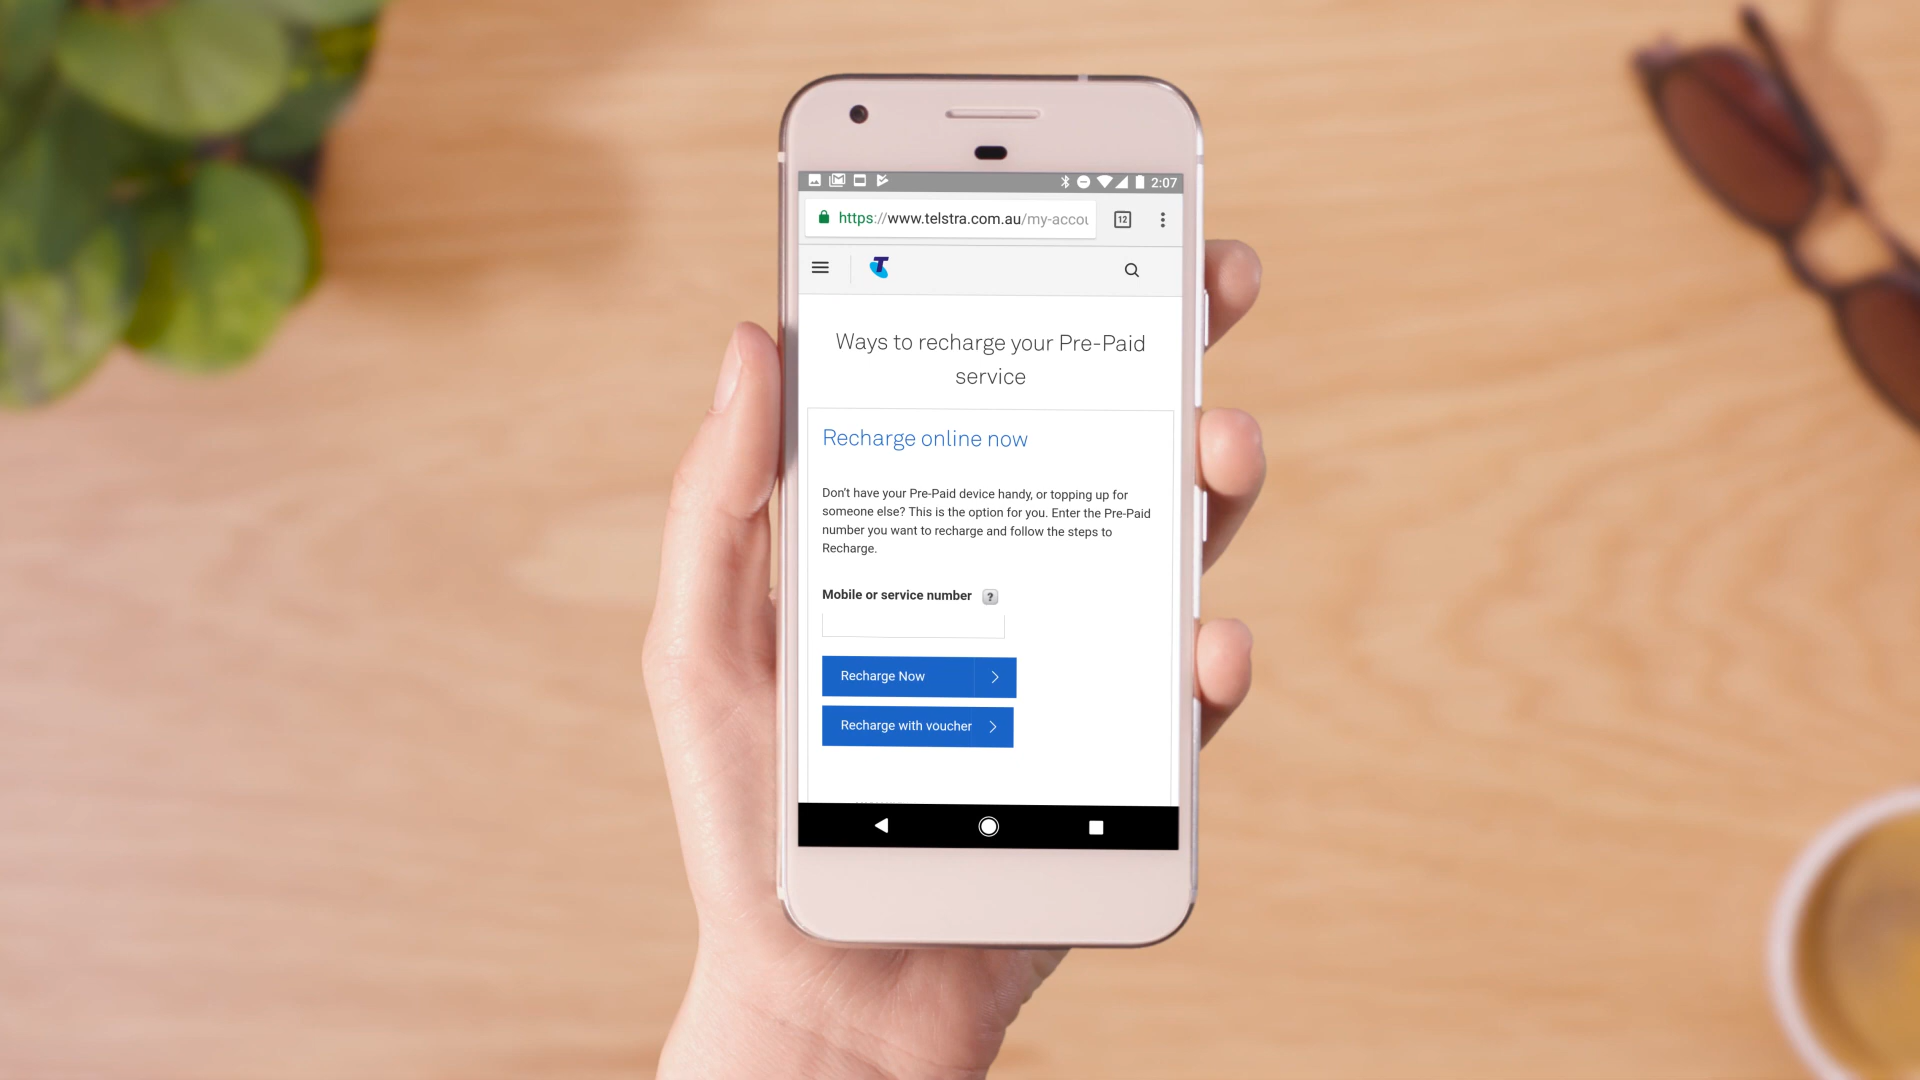 2:07
https://www.telstra.com.au/my-accou
12
T
Ways to recharge your Pre-Paid
service
Recharge online now
Don't have your Pre-Paid device handy, or topping up for
someone else? This is the option for you. Enter the Pre-Paid
number you want to recharge and follow the steps to
Recharge.
Mobile or service number ?
Recharge Now
Recharge with voucher